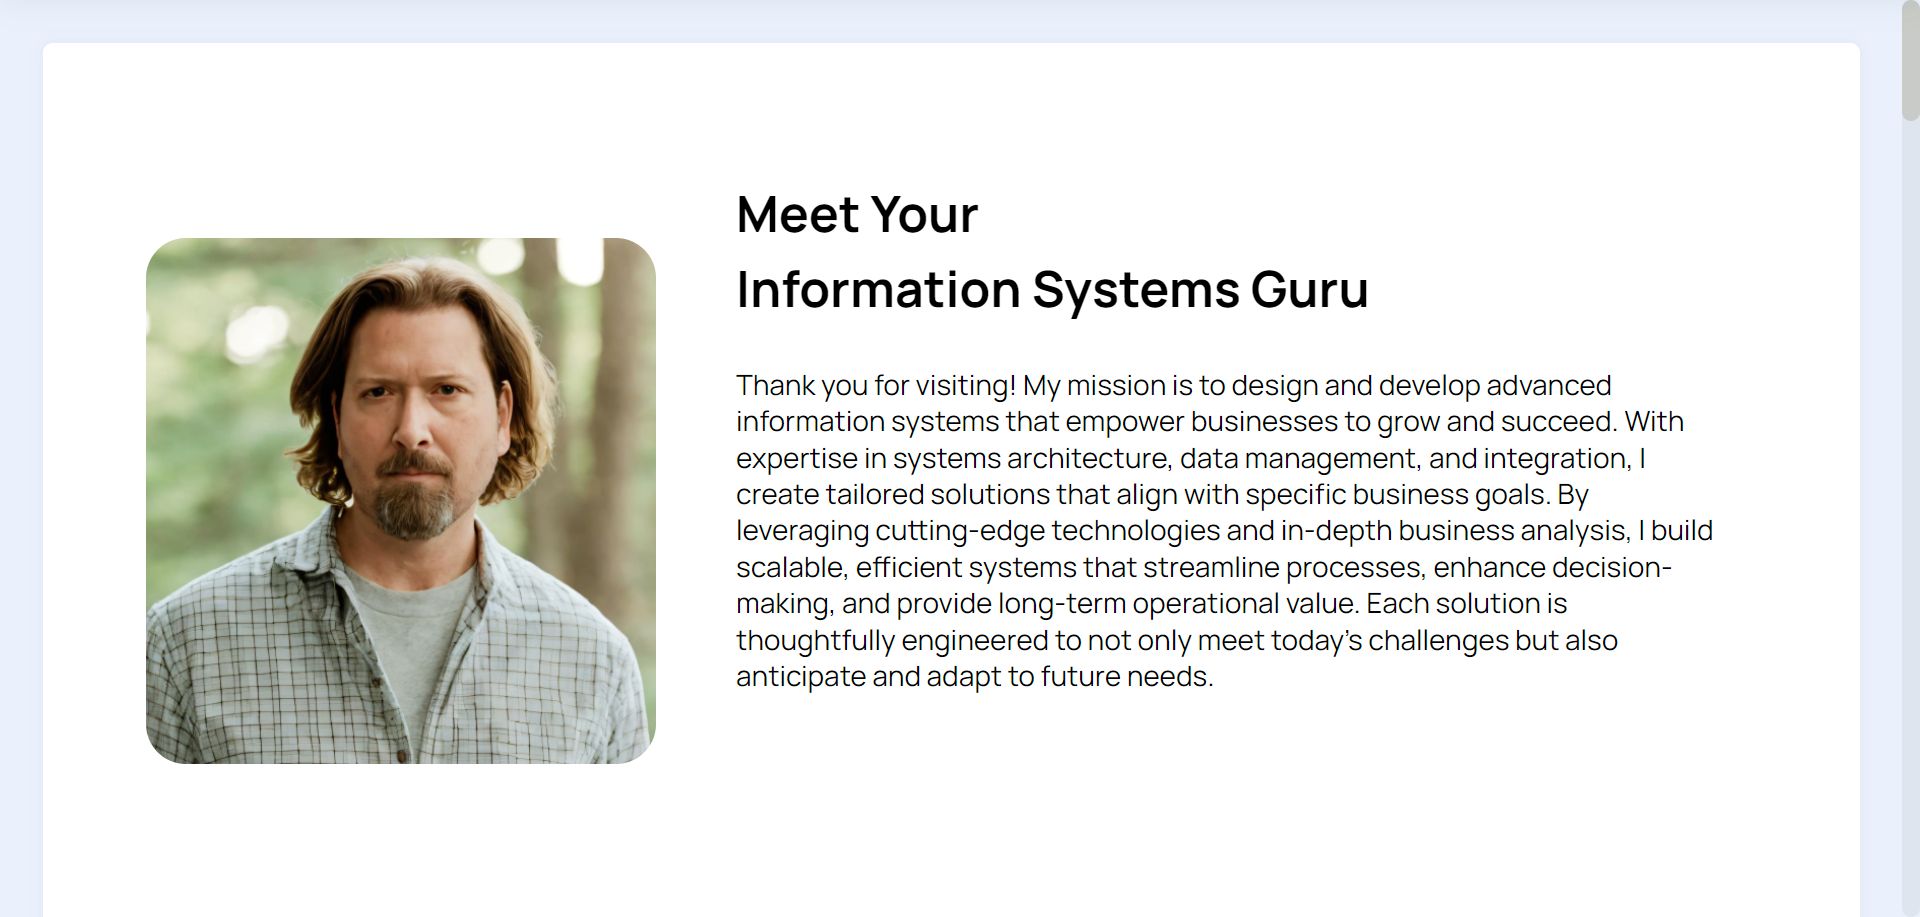 Meet Your
Information Systems Guru
Thank you for visiting! My mission is to design and develop advanced
information systems that empower businesses to grow and succeed. With
expertise in systems architecture, data management, and integration, I
create tailored solutions that align with specific business goals. By
leveraging cutting-edge technologies and in-depth business analysis, I build
scalable, efficient systems that streamline processes, enhance decision-
making, and provide long-term operational value. Each solution is
thoughtfully engineered to not only meet today’s challenges but also
anticipate and adapt to future needs.